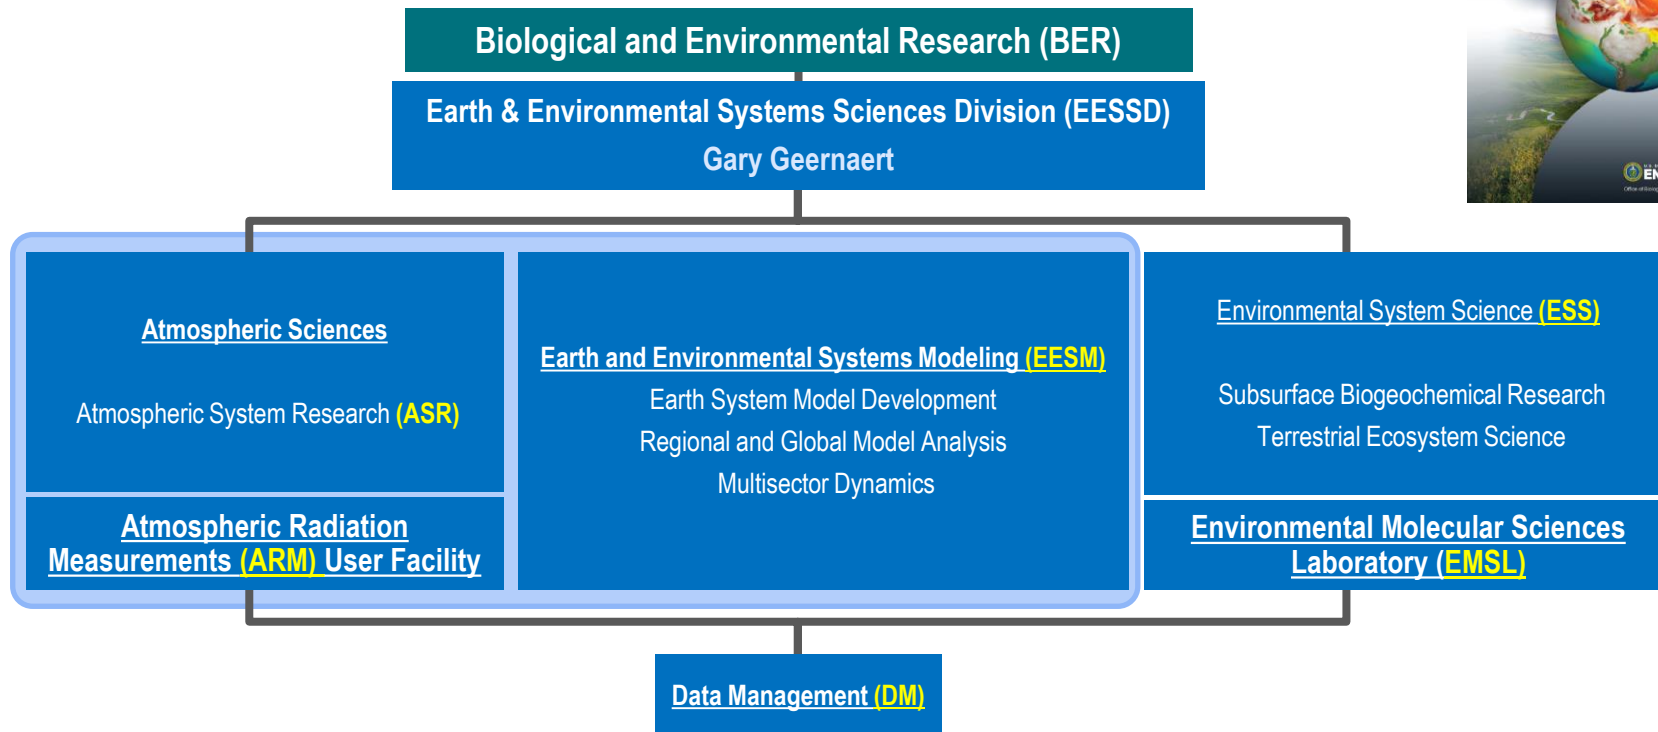 Biological and Environmental Research (BER)
Earth & Environmental Systems Sciences Division (EESSD)
Gary Geernaert
Atmospheric Sciences
Atmospheric System Research (ASR)
Atmospheric Radiation
Measurements (ARM) User Facility
Earth and Environmental Systems Modeling (EESM)
Earth System Model Development
Regional and Global Model Analysis
Multisector Dynamics
Environmental System Science (ESS)
Subsurface Biogeochemical Research
Terrestrial Ecosystem Science
Environmental Molecular Sciences
Laboratory (EMSL)
Data Management (DM)